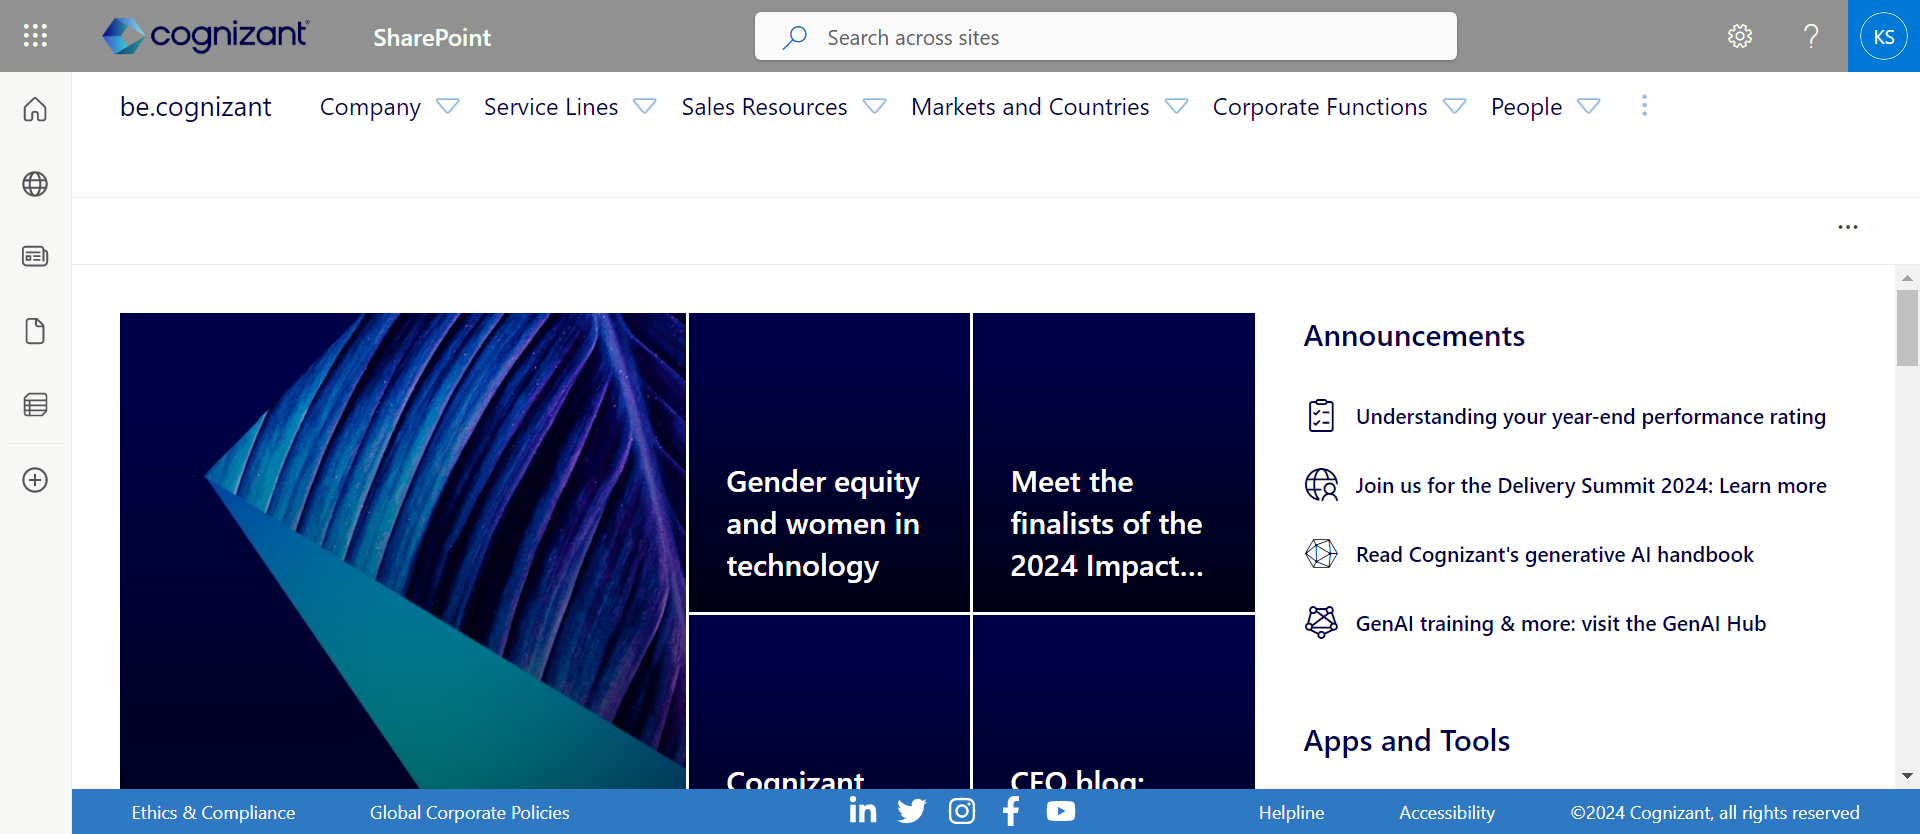 cognizant
SharePoint
Search across sites
KS
be.cognizant
Company
Service Lines
Sales Resources
Markets and Countries
Corporate Functions
People
Announcements
Gender equity
and women in
technology
Meet the
finalists of the
2024 Impact...
Understanding your year-end performance rating
Join us for the Delivery Summit 2024: Learn more
Read Cognizant's generative AI handbook
GenAI training & more: visit the GenAI Hub
Apps and Tools
Cognizant
CEO blog:
Ethics & Compliance
Global Corporate Policies
Helpline
Accessibility
©2024 Cognizant, all rights reserved